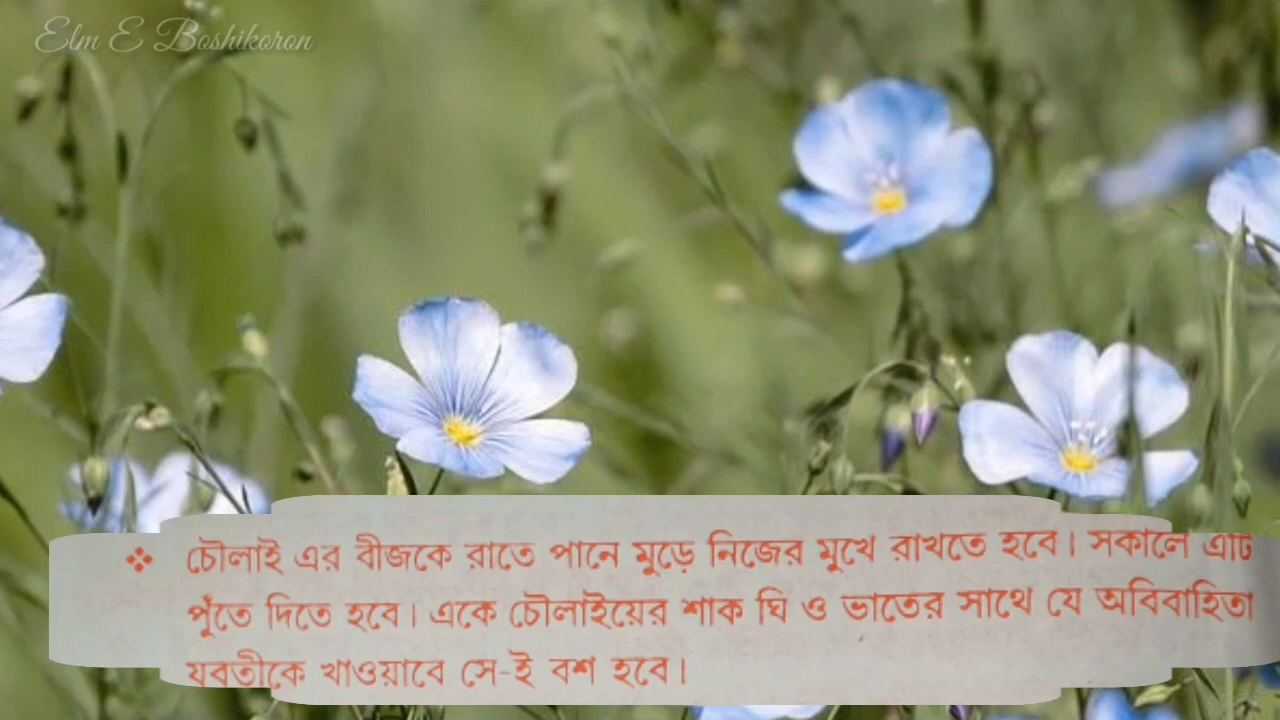 Elm E Boshikoron
❖ চৌলাই এর বীজকে রাতে পানে মুড়ে নিজের মুখে রাখতে হবে। সকালে এটি
পুঁতে দিতে হবে। একে চৌলাইয়ের শাক ঘি ও ভাতের সাথে যে অবিবাহিতা
যুবতীকে খাওয়াবে সে-ই বশ হবে।